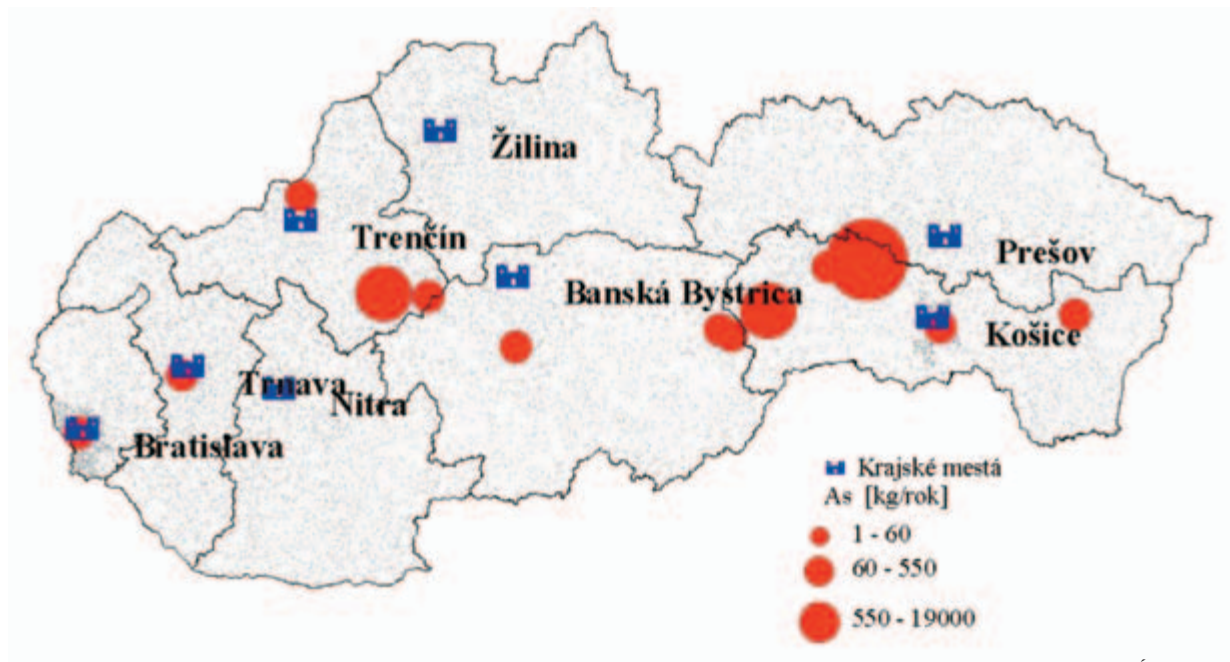 Žilina
Trenčín
Prešov
Banská Bystrica
Košice
Trnava
Nitra
Bratislava
Krajské mestá
As [kg/rok]
1 - 60
60 - 550
550 - 19000